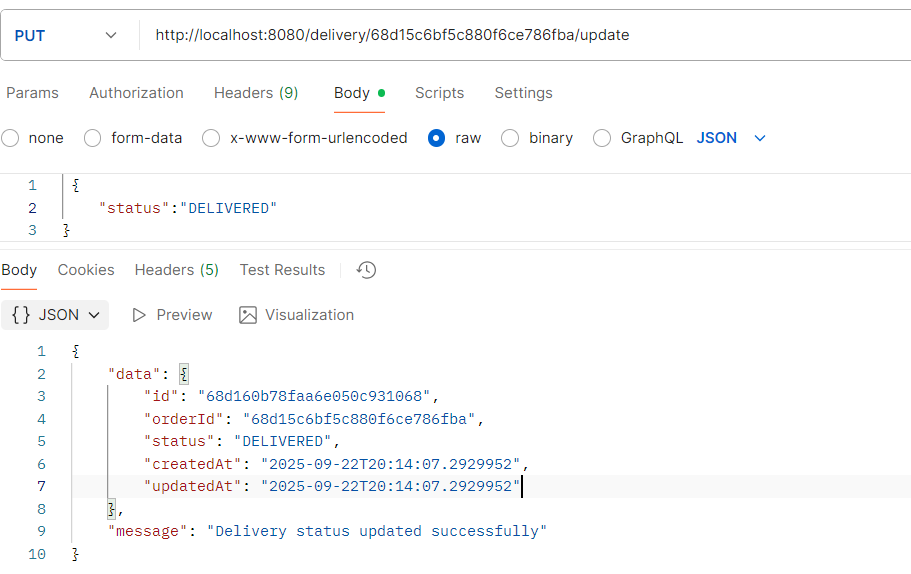 PUT http://localhost:8080/delivery/68d15c6bf5c880f6ce786fba/update
Params Authorization Headers (9) Body Scripts Settings
none form-data x-www-form-urlencoded raw binary GraphQL JSON
1 {
2 "status":"DELIVERED"
3 }
Body Cookies Headers (5) Test Results
{} JSON Preview Visualization
1 {
2 "data": {
3 "id": "68d160b78faa6e050c931068",
4 "orderId": "68d15c6bf5c880f6ce786fba",
5 "status": "DELIVERED",
6 "createdAt": "2025-09-22T20:14:07.2929952",
7 "updatedAt": "2025-09-22T20:14:07.2929952"
8 },
9 "message": "Delivery status updated successfully"
10 }